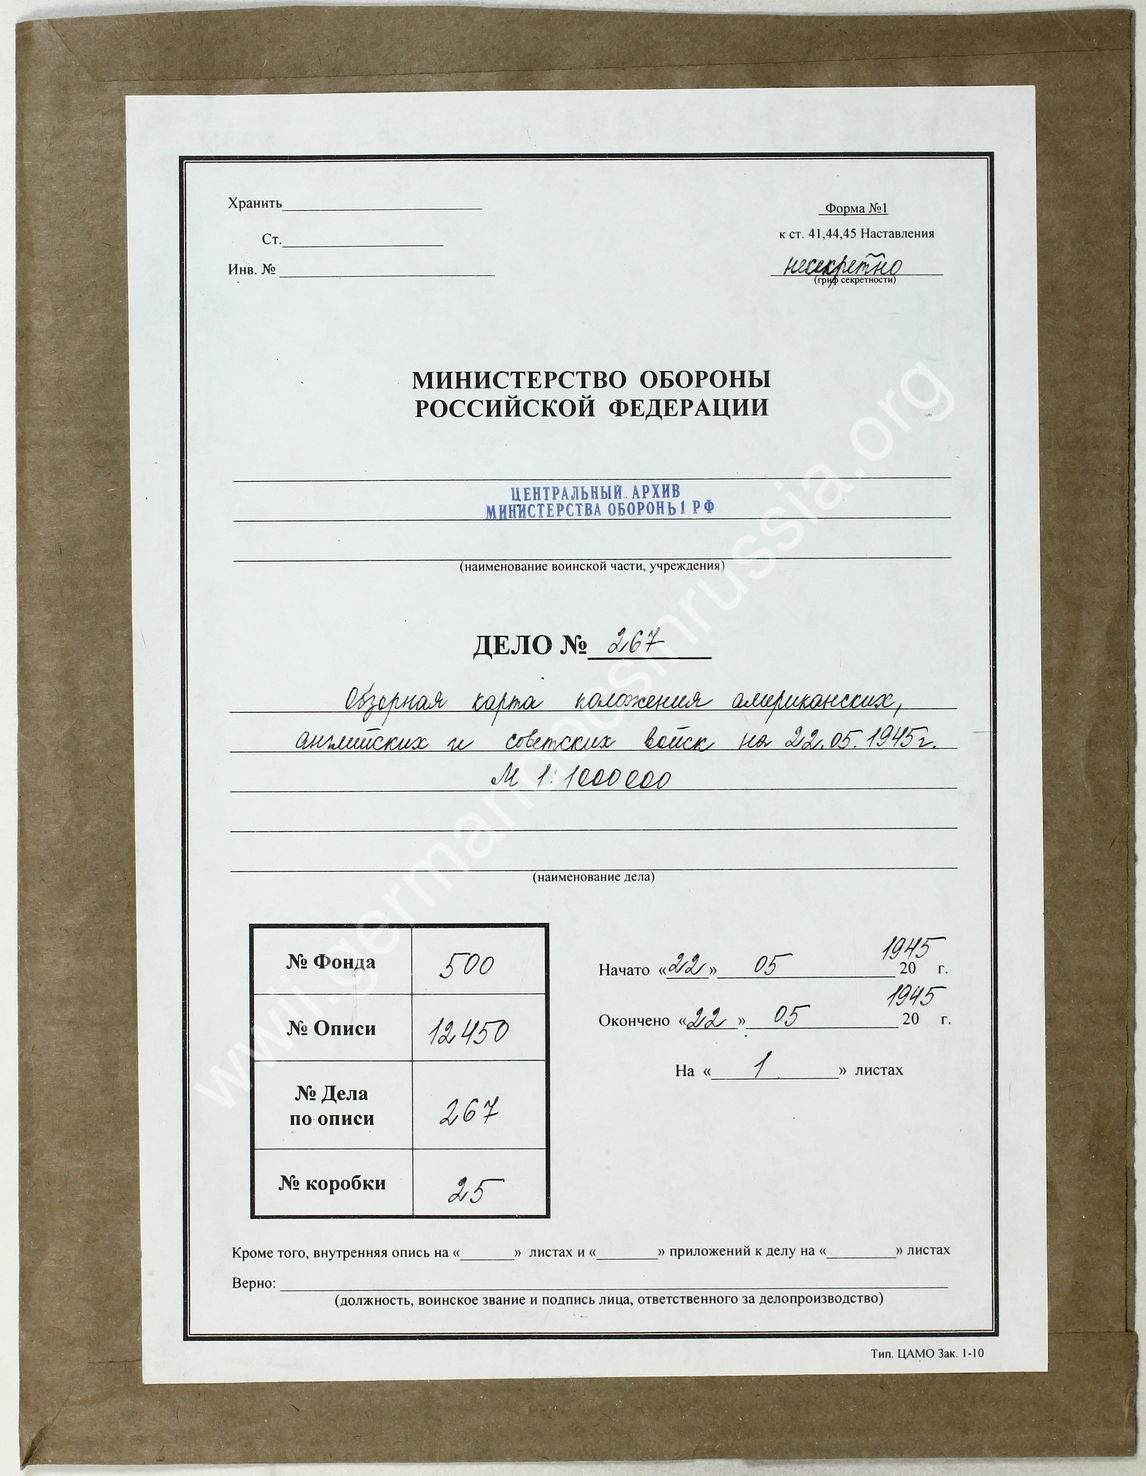 Хранить
Форма №1
Ст.
к ст. 41,44,45 Наставления
Инв. №
несекретно
(гриф секретности)
МИНИСТЕРСТВО ОБОРОНЫ
РОССИЙСКОЙ ФЕДЕРАЦИИ
ЦЕНТРАЛЬНЫЙ АРХИВ
МИНИСТЕРСТВА ОБОРОНЫ РФ
(наименование воинской части, учреждения)
ДЕЛО № 267
Обзорная карта положения американских,
английских и советских войск на 22.05.1945г.
М 1:1000000
(наименование дела)
№ Фонда 500
№ Описи 12450
№ Дела
по описи 267
№ коробки 25
Начато «22» 05 1945 20 г.
Окончено «22» 05 1945 20 г.
На « 1 » листах
Кроме того, внутренняя опись на « » листах и « » приложений к делу на « » листах
Верно:
(должность, воинское звание и подпись лица, ответственного за делопроизводство)
Тип. ЦАМО Зак. 1-10
www.germandocsinrussia.org